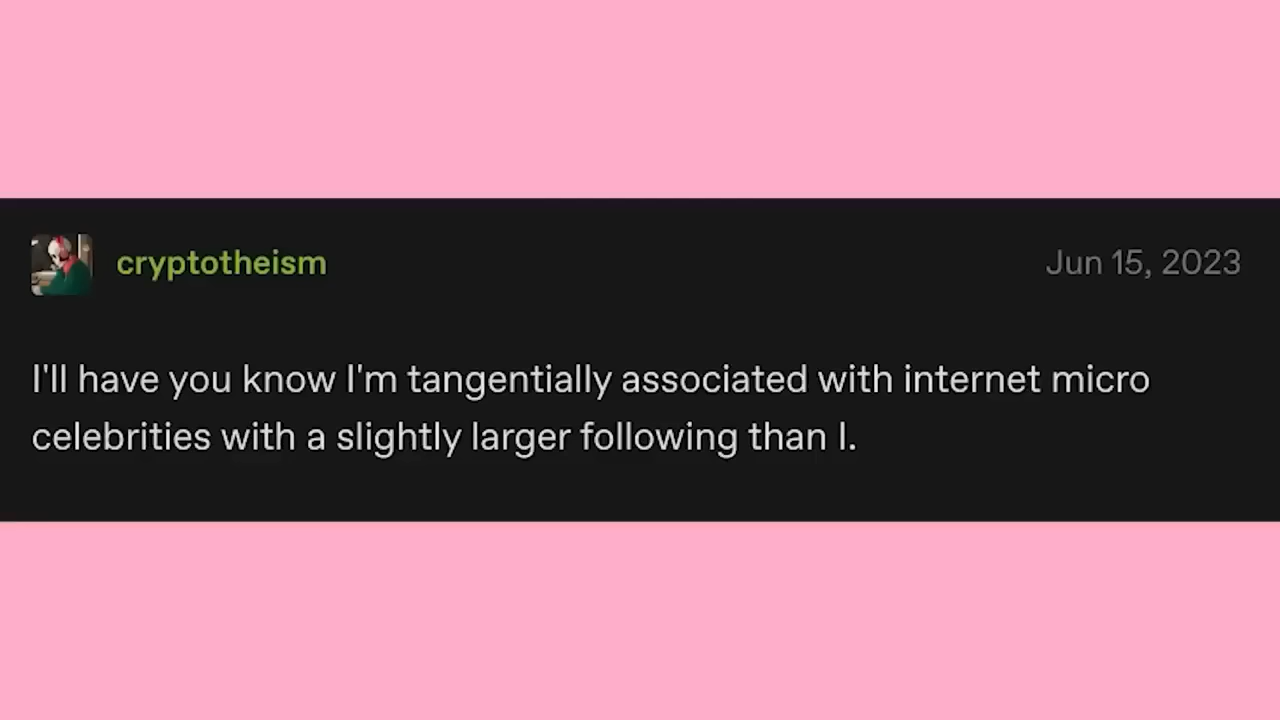 cryptotheism
Jun 15, 2023
I'll have you know I'm tangentially associated with internet micro
celebrities with a slightly larger following than I.